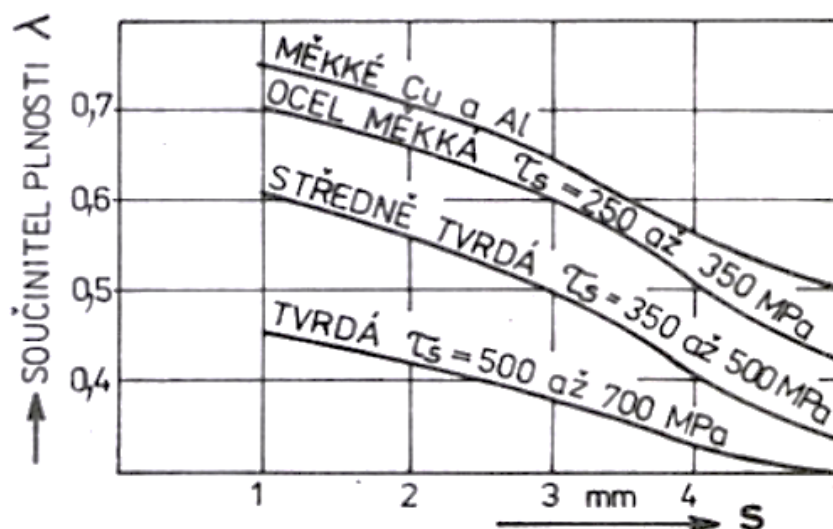 SOUČINITEL PLNOSTI λ
0,7
0,6
0,5
0,4
MĚKKÉ Cu a Al
OCEL MĚKKÁ τs = 250 až 350 MPa
STŘEDNĚ TVRDÁ τs = 350 až 500 MPa
TVRDÁ τs = 500 až 700 MPa
1 2 3 mm 4 s